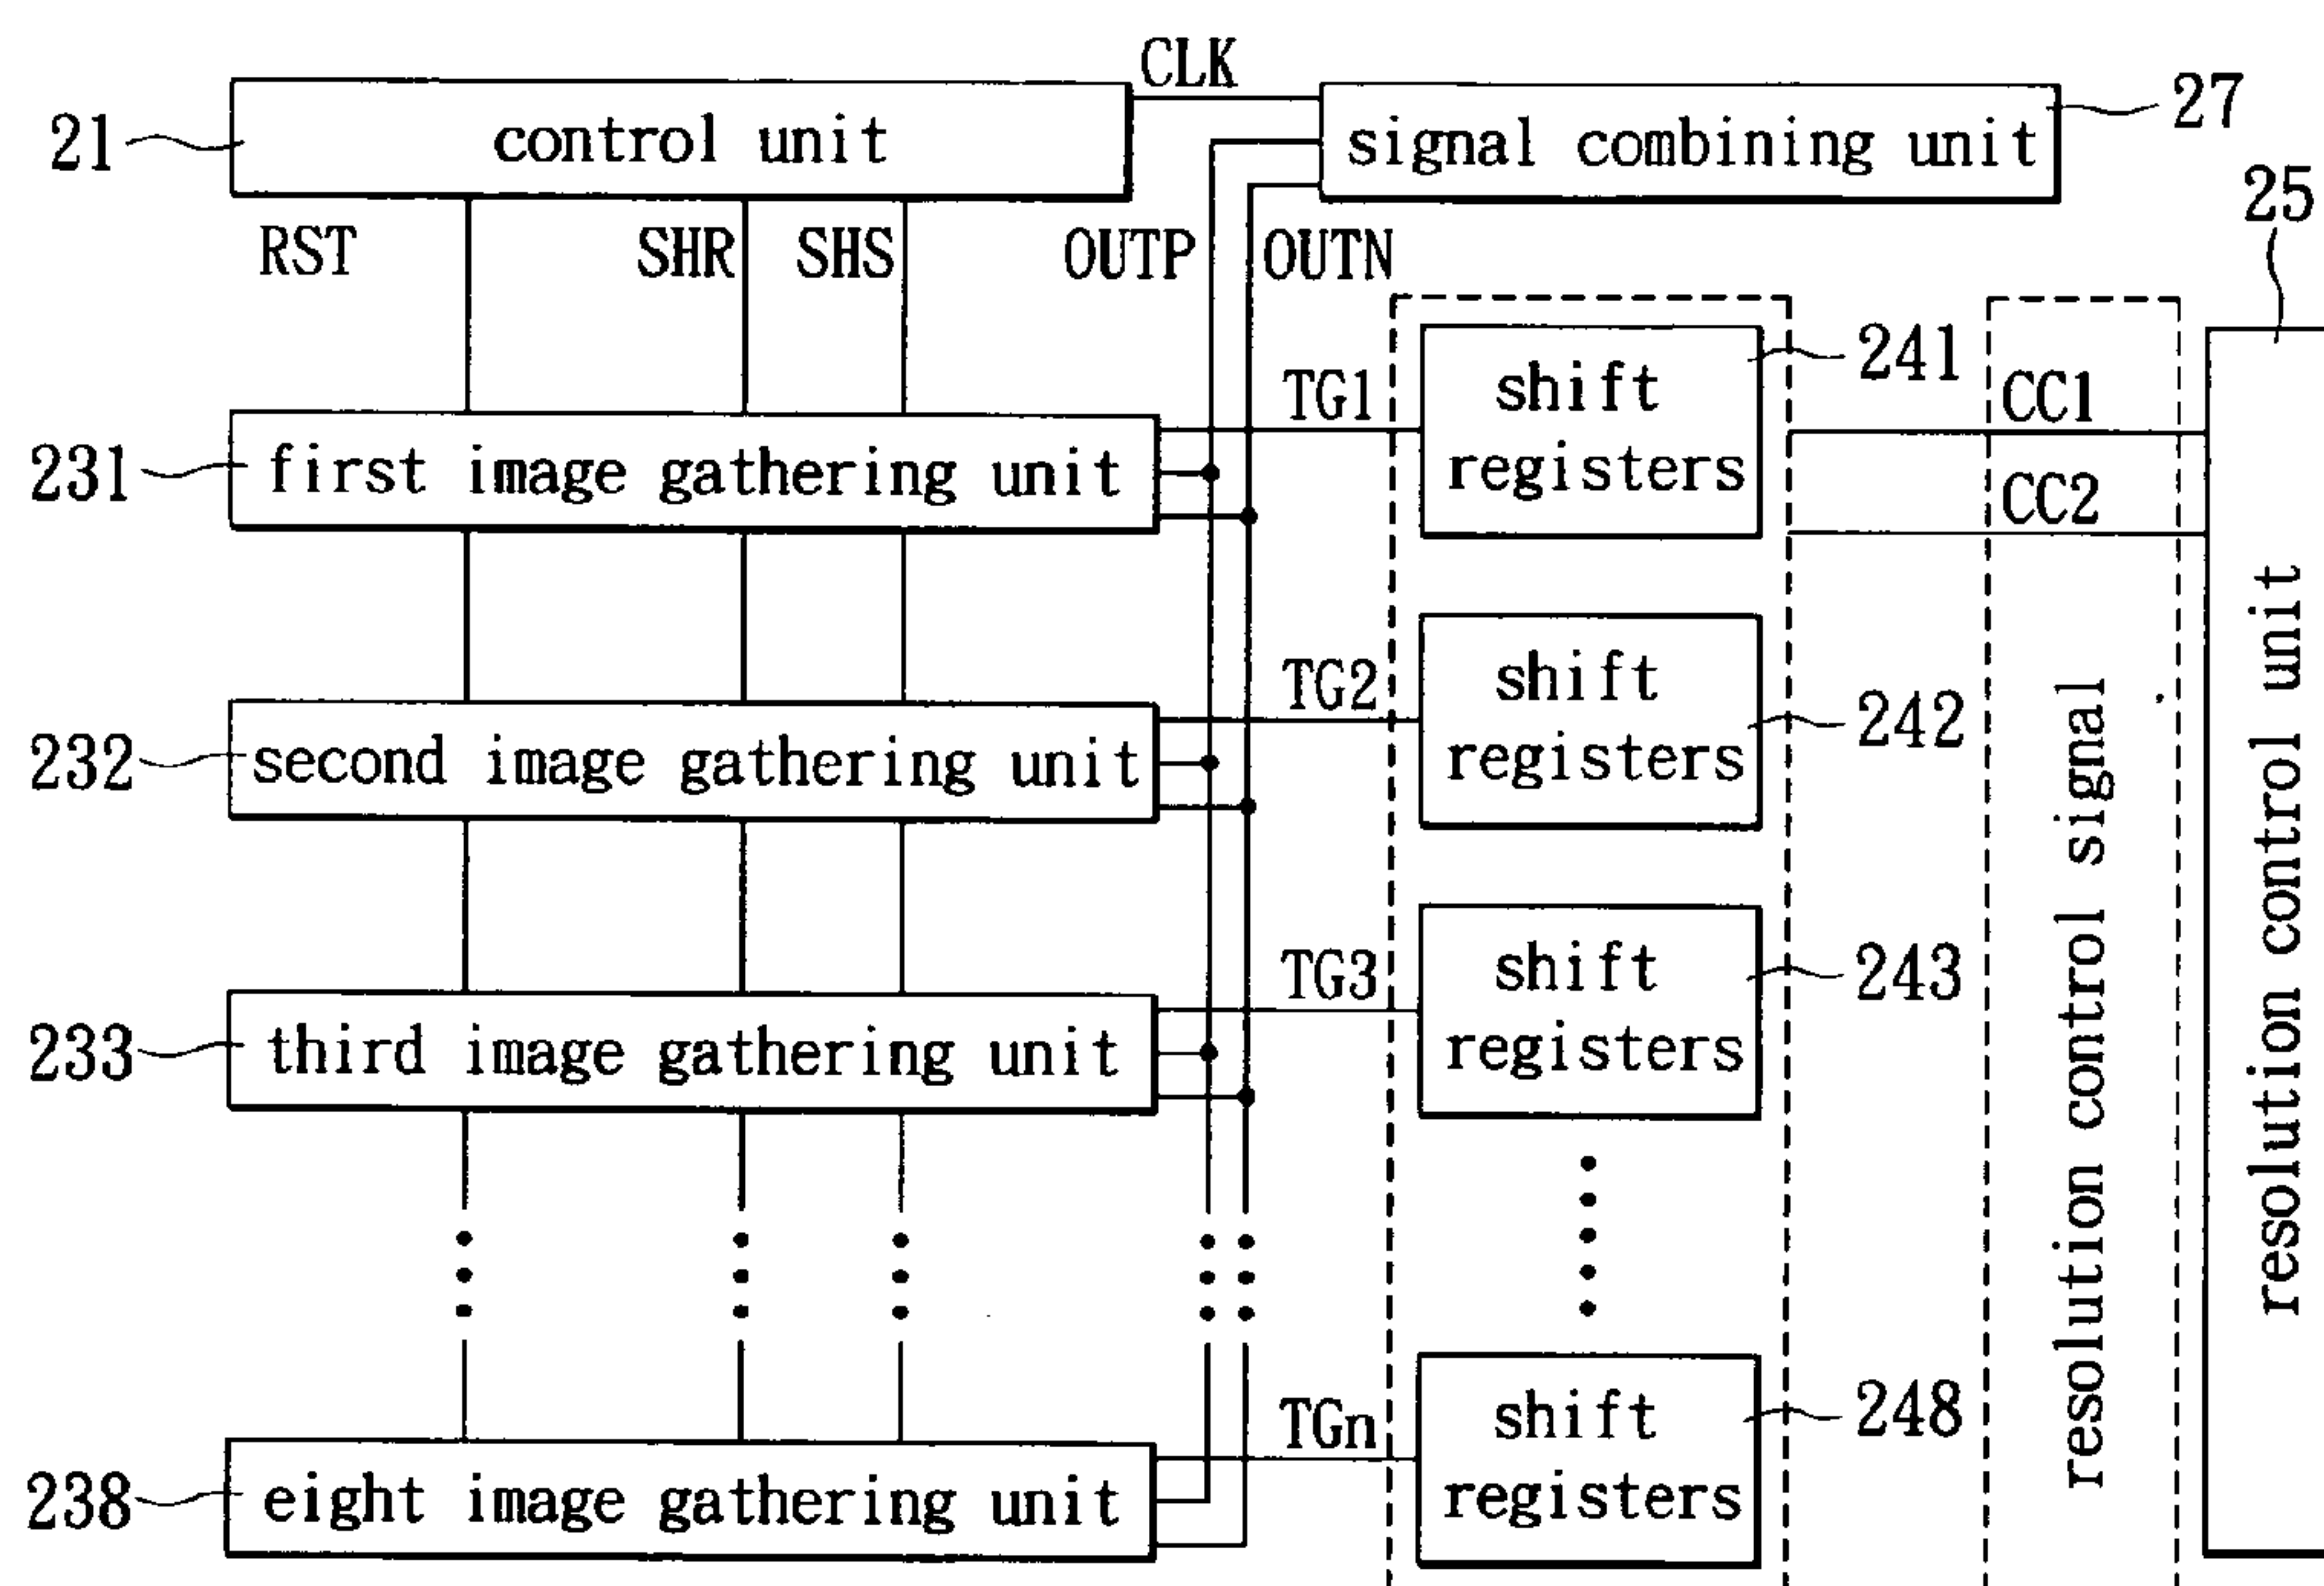 CLK
21
control unit
signal combining unit
27
25
RST
SHR
SHS
OUTP
OUTN
TG1
shift
registers
241
CC1
CC2
231
first image gathering unit
TG2
shift
registers
242
232
second image gathering unit
TG3
shift
registers
243
233
third image gathering unit
resolution control signal
resolution control unit
TGn
shift
registers
248
238
eight image gathering unit